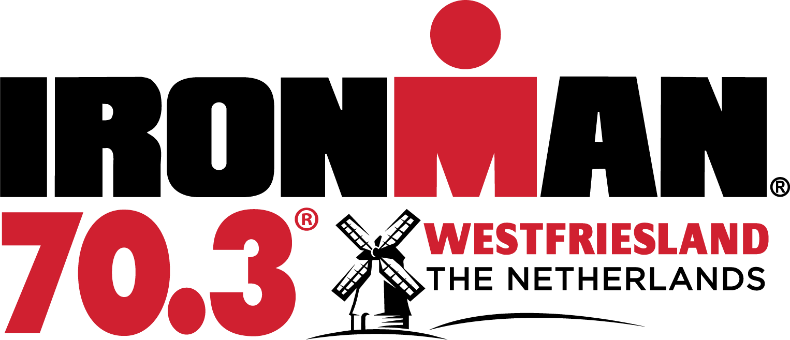 IRONMAN®
70.3®
WESTFRIESLAND
THE NETHERLANDS